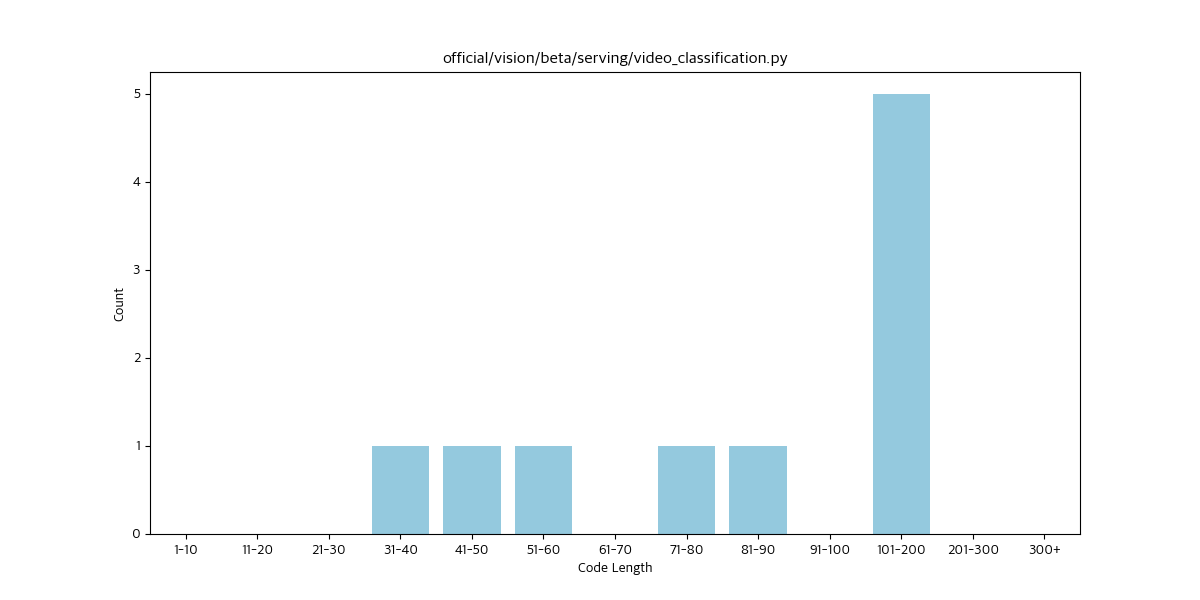 official/vision/beta/serving/video_classification.py
5
4
3
2
1
0
Count
1-10 11-20 21-30 31-40 41-50 51-60 61-70 71-80 81-90 91-100 101-200 201-300 300+
Code Length